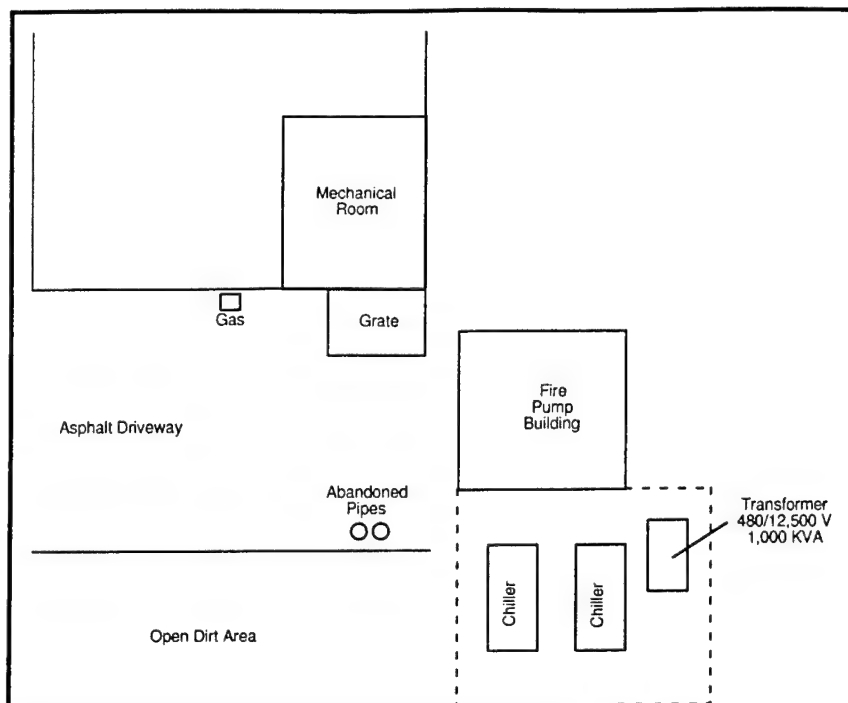 Mechanical
Room
Gas
Grate
Fire
Pump
Building
Asphalt Driveway
Abandoned
Pipes
Transformer
480/12,500 V
1,000 KVA
Chiller
Chiller
Open Dirt Area